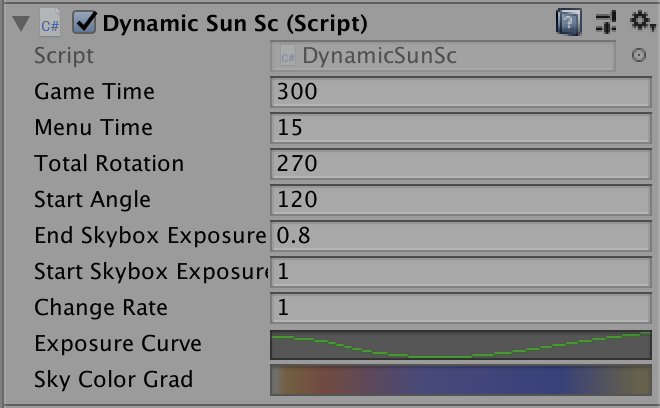 C# Dynamic Sun Sc (Script)
Script C# DynamicSunSc
Game Time 300
Menu Time 15
Total Rotation 270
Start Angle 120
End Skybox Exposure 0.8
Start Skybox Exposure 1
Change Rate 1
Exposure Curve
Sky Color Grad